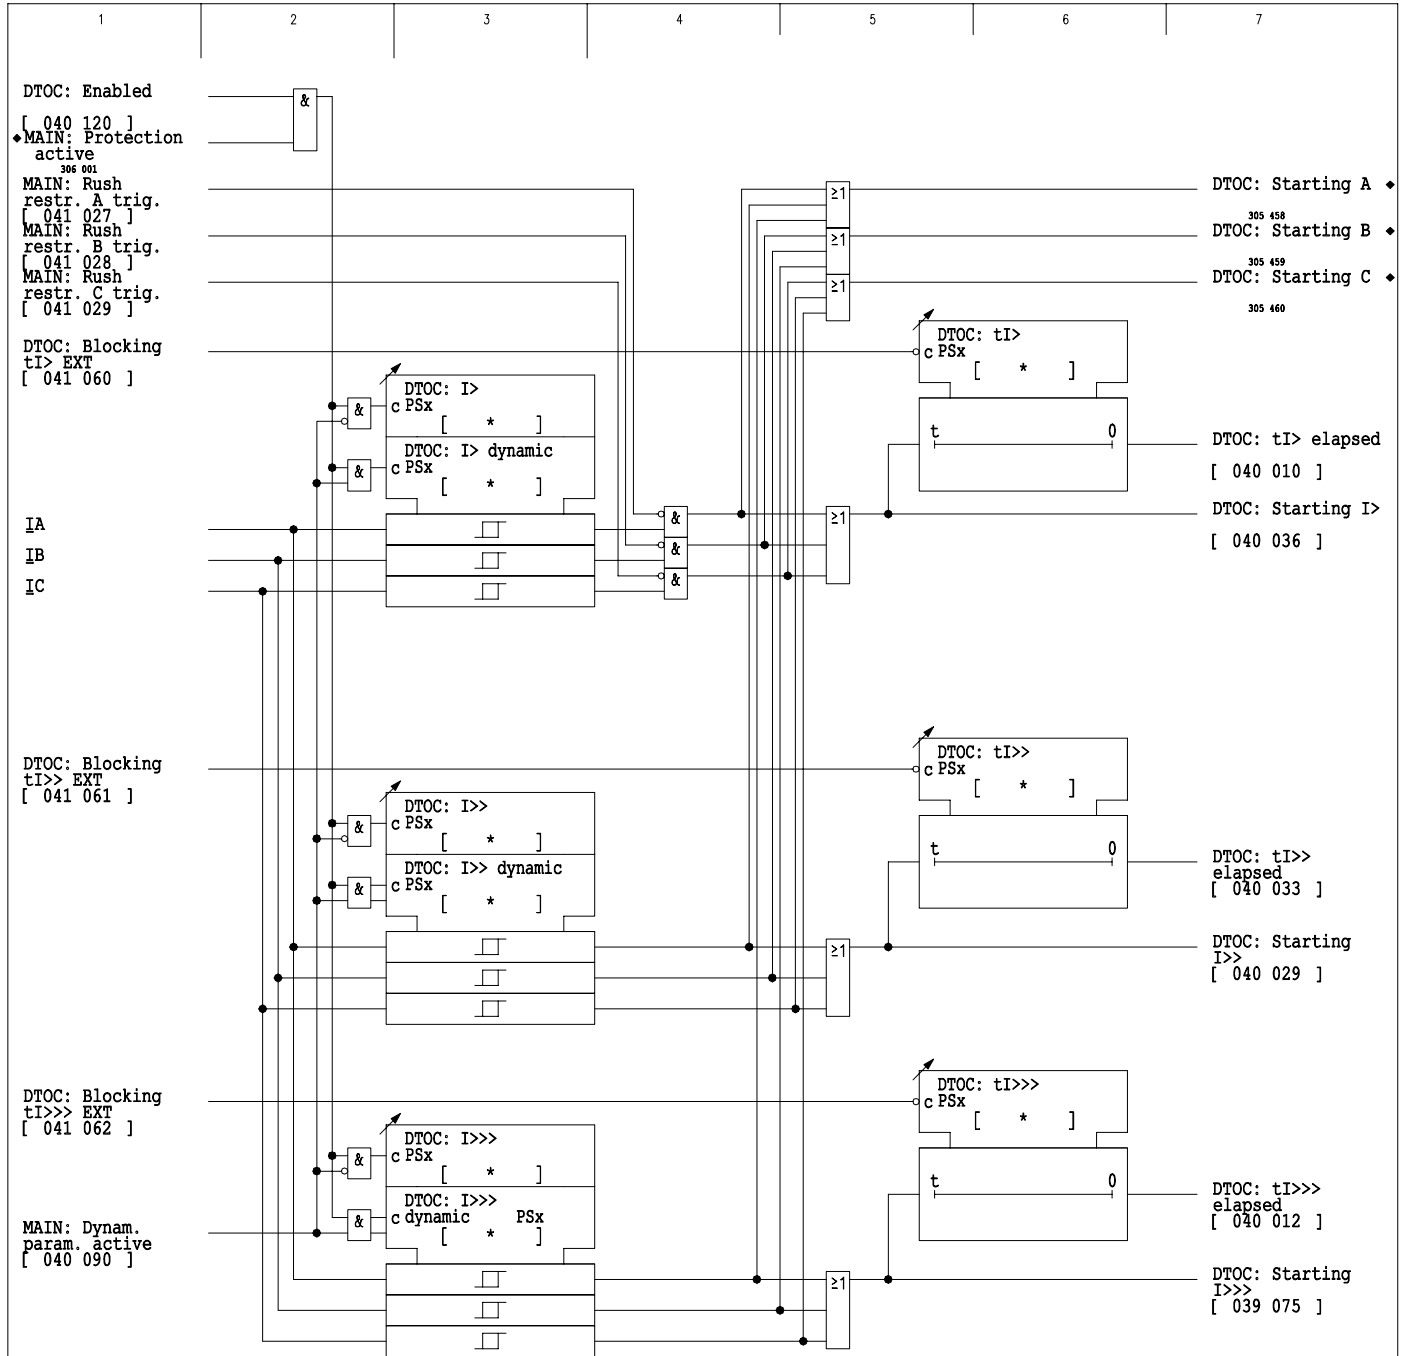 1 2 3 4 5 6 7
DTOC: Enabled
[ 040 120 ]
&
◆MAIN: Protection
active
306 001
MAIN: Rush
restr. A trig.
[ 041 027 ]
MAIN: Rush
restr. B trig.
[ 041 028 ]
MAIN: Rush
restr. C trig.
[ 041 029 ]
≥1
≥1
≥1
DTOC: Starting A ◆
305 458
DTOC: Starting B ◆
305 459
DTOC: Starting C ◆
305 460
DTOC: Blocking
tI> EXT
[ 041 060 ]
DTOC: tI>
c PSx
[ * ]
&
DTOC: I>
c PSx
[ * ]
&
DTOC: I> dynamic
c PSx
[ * ]
t 0
DTOC: tI> elapsed
[ 040 010 ]
IA
IB
IC
&
&
&
≥1
DTOC: Starting I>
[ 040 036 ]
DTOC: Blocking
tI>> EXT
[ 041 061 ]
DTOC: tI>>
c PSx
[ * ]
&
DTOC: I>>
c PSx
[ * ]
&
DTOC: I>> dynamic
c PSx
[ * ]
t 0
DTOC: tI>>
elapsed
[ 040 033 ]
≥1
DTOC: Starting
I>>
[ 040 029 ]
DTOC: Blocking
tI>>> EXT
[ 041 062 ]
DTOC: tI>>>
c PSx
[ * ]
&
DTOC: I>>>
c PSx
[ * ]
MAIN: Dynam.
param. active
[ 040 090 ]
&
DTOC: I>>>
c dynamic PSx
[ * ]
t 0
DTOC: tI>>>
elapsed
[ 040 012 ]
≥1
DTOC: Starting
I>>>
[ 039 075 ]